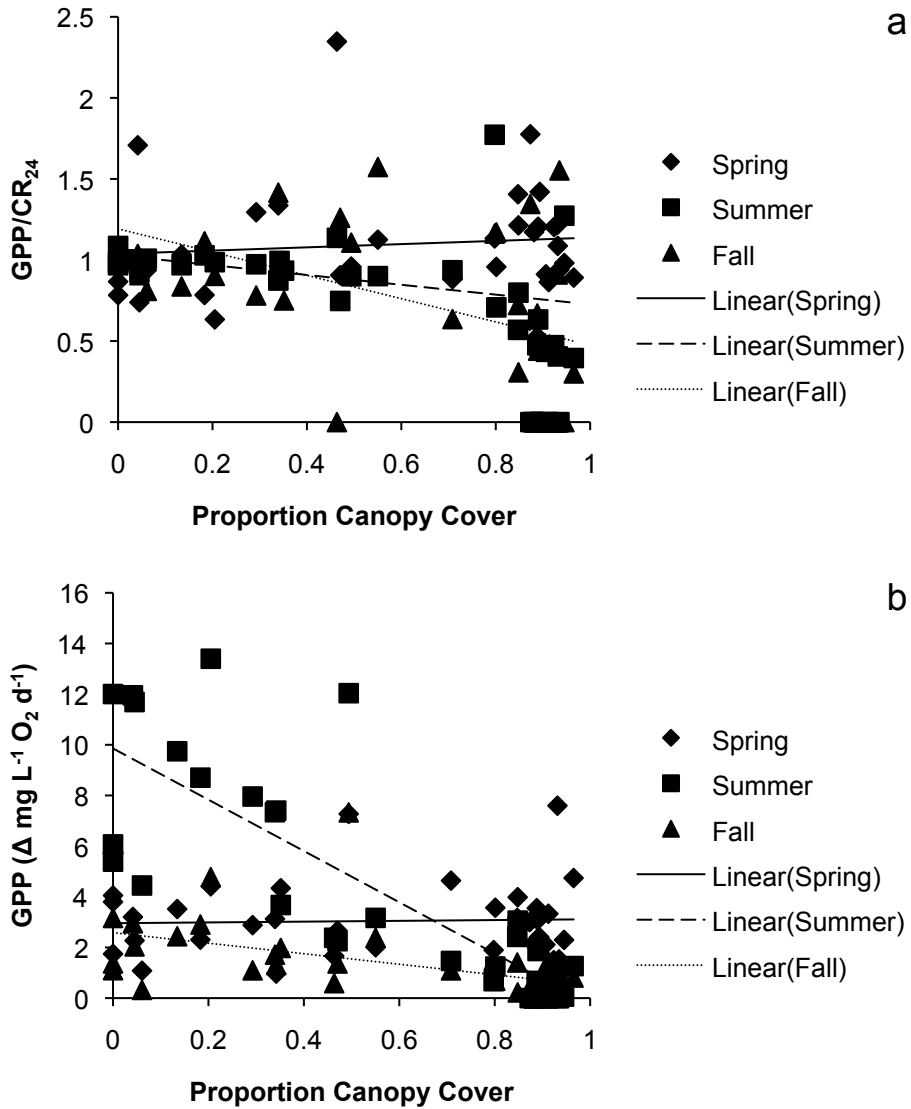 a
2.5
2
1.5
1
0.5
0
GPP/CR24
0 0.2 0.4 0.6 0.8 1
Proportion Canopy Cover
Spring
Summer
Fall
Linear(Spring)
Linear(Summer)
Linear(Fall)
b
16
14
12
10
8
6
4
2
0
GPP (Δ mg L-1 O2 d-1)
0 0.2 0.4 0.6 0.8 1
Proportion Canopy Cover
Spring
Summer
Fall
Linear(Spring)
Linear(Summer)
Linear(Fall)